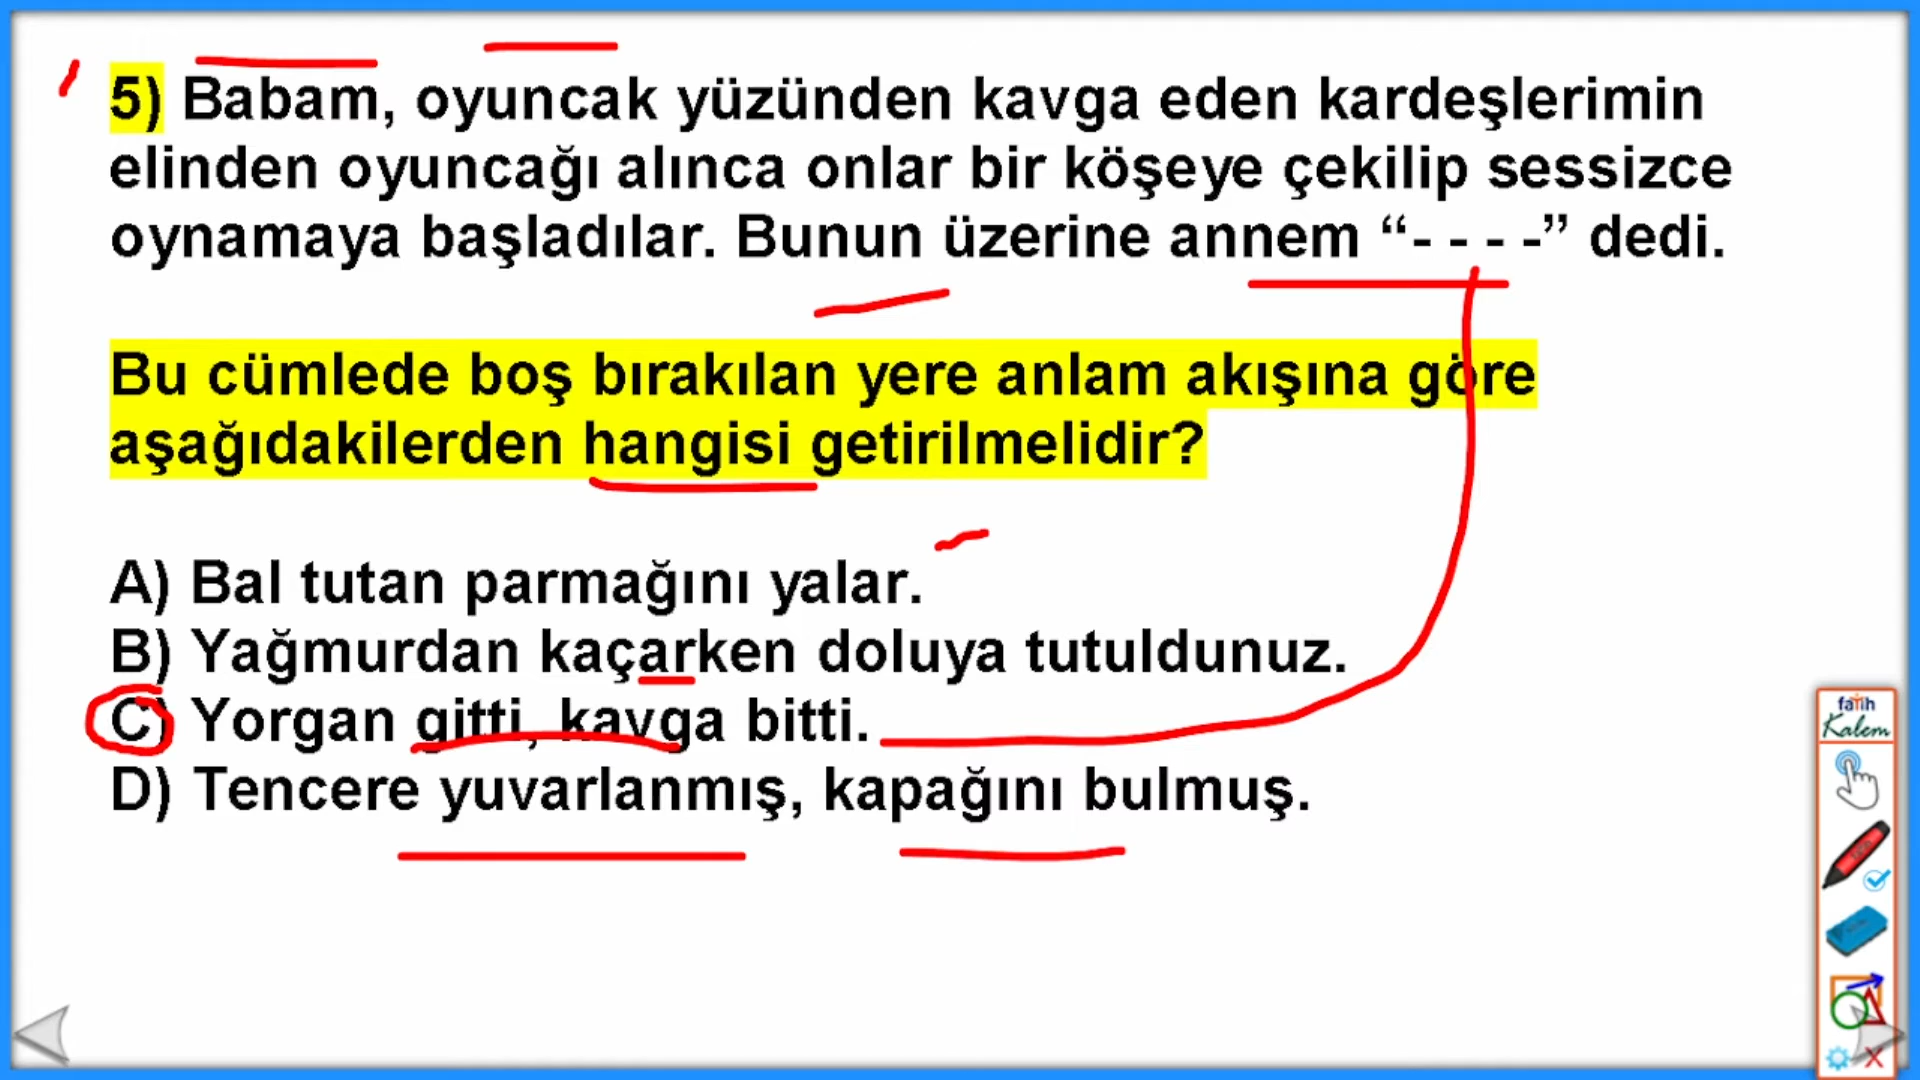 5) Babam, oyuncak yüzünden kavga eden kardeşlerimin
elinden oyuncağı alınca onlar bir köşeye çekilip sessizce
oynamaya başladılar. Bunun üzerine annem “- - - -” dedi.
Bu cümlede boş bırakılan yere anlam akışına göre
aşağıdakilerden hangisi getirilmelidir?
A) Bal tutan parmağını yalar.
B) Yağmurdan kaçarken doluya tutuldunuz.
C) Yorgan gitti, kavga bitti.
D) Tencere yuvarlanmış, kapağını bulmuş.
fatih
Kalem